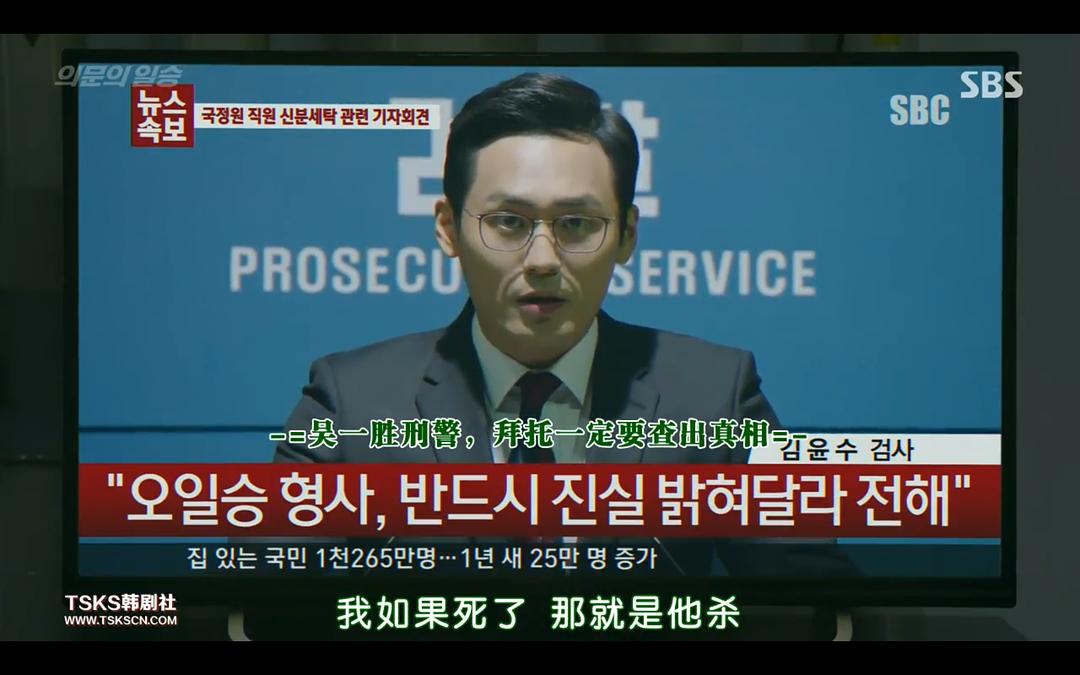 의문의 일승
SBS
SBC
뉴스
속보
국정원 직원 신분세탁 관련 기자회견
PROSECU SERVICE
-=吴一胜刑警，拜托一定要查出真相=-
김윤수 검사
"오일승 형사, 반드시 진실 밝혀달라 전해"
집 있는 국민 1천265만명…1년 새 25만 명 증가
TSKS韩剧社
WWW.TSKSCN.COM
我如果死了 那就是他杀